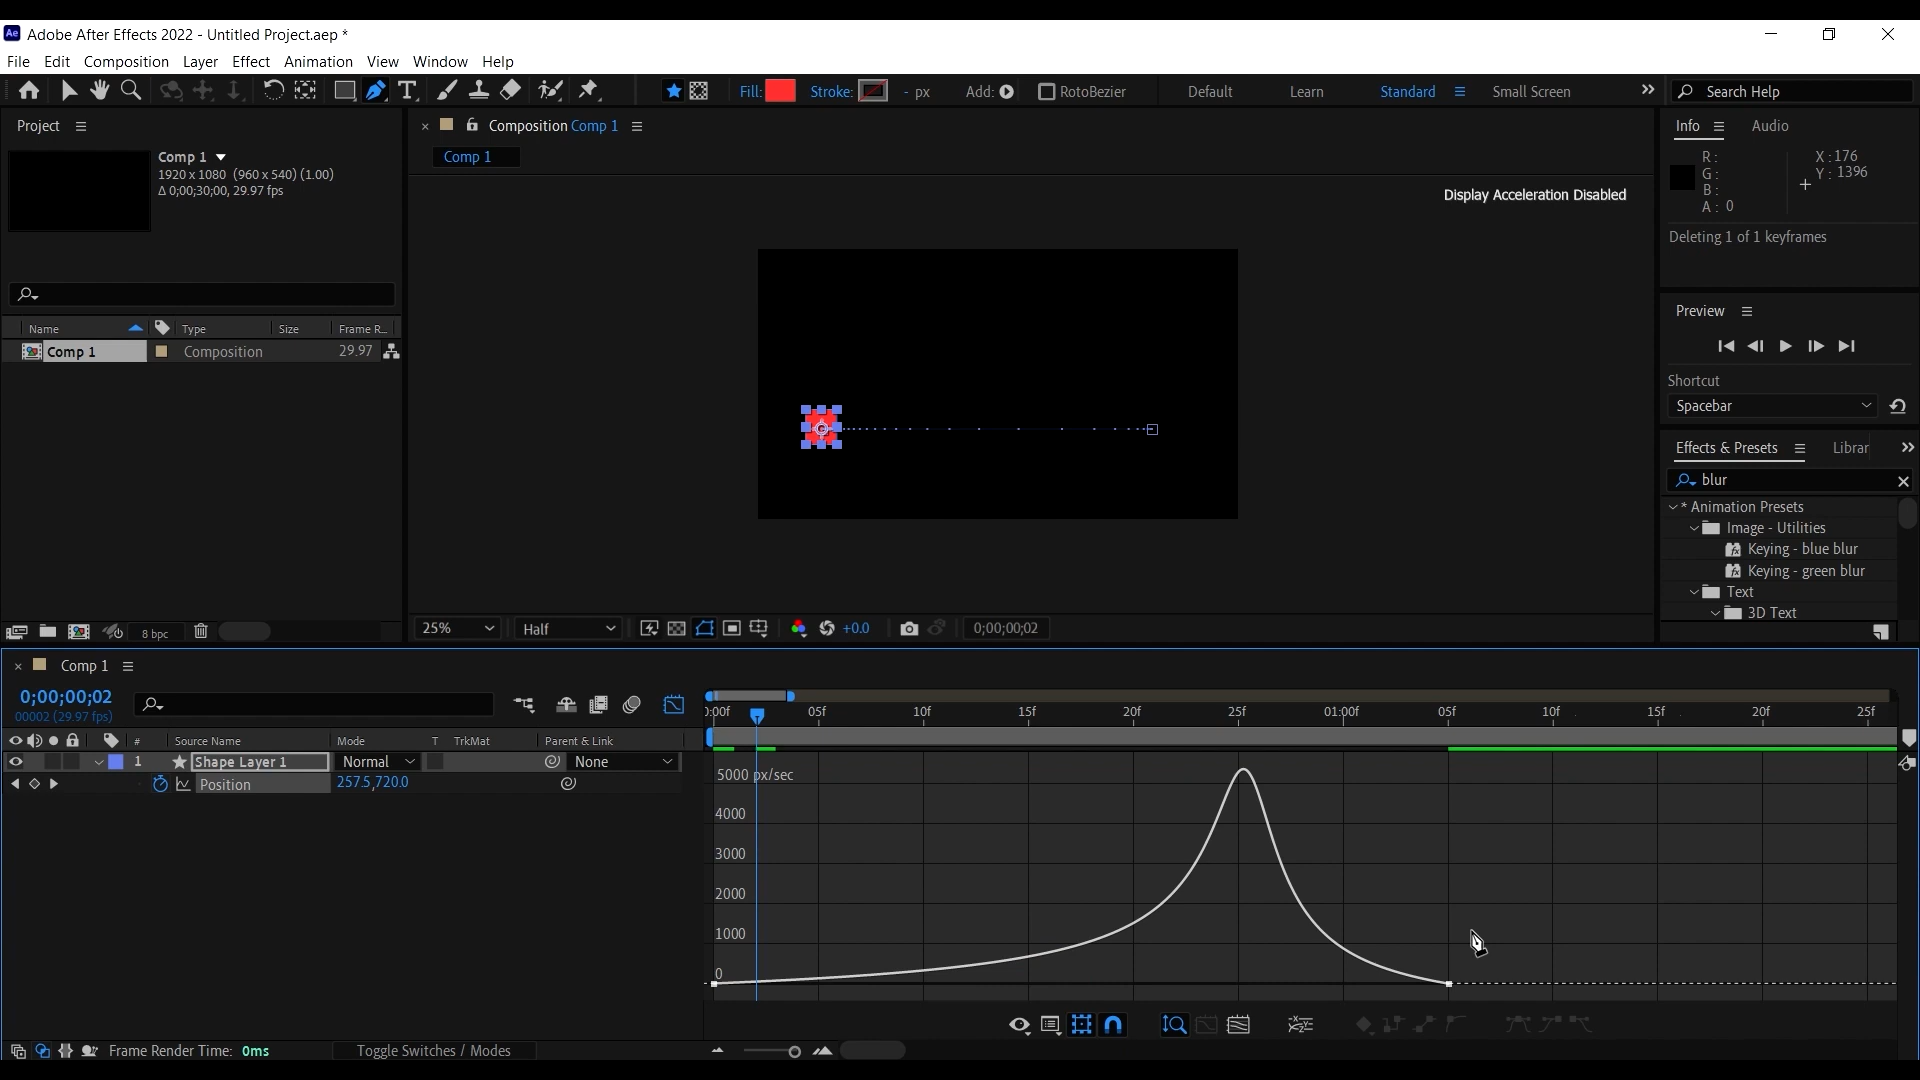 Ae Adobe After Effects 2022 - Untitled Project.aep *
File Edit Composition Layer Effect Animation View Window Help
Fill: Stroke: - px Add: RotoBezier Default Learn Standard Small Screen Search Help
Project
Comp 1
1920 x 1080 (960 x 540) (1.00)
Δ 0;00;30;00, 29.97 fps
Name Type Size Frame R...
Comp 1 Composition 29.97
8 bpc
Composition Comp 1
Comp 1
Display Acceleration Disabled
25% Half +0.0 0;00;00;02
Info Audio
R:
G:
B:
A: 0
X: 176
Y: 1396
Deleting 1 of 1 keyframes
Preview
Shortcut
Spacebar
Effects & Presets Librar
blur
* Animation Presets
Image - Utilities
Keying - blue blur
Keying - green blur
Text
3D Text
Comp 1
0;00;00;02
00002 (29.97 fps)
# Source Name Mode T TrkMat Parent & Link
1 Shape Layer 1 Normal None
Position 257.5,720.0
0:00f 05f 10f 15f 20f 25f 01:00f 05f 10f 15f 20f 25f
5000 px/sec
4000
3000
2000
1000
0
Frame Render Time: 0ms Toggle Switches / Modes